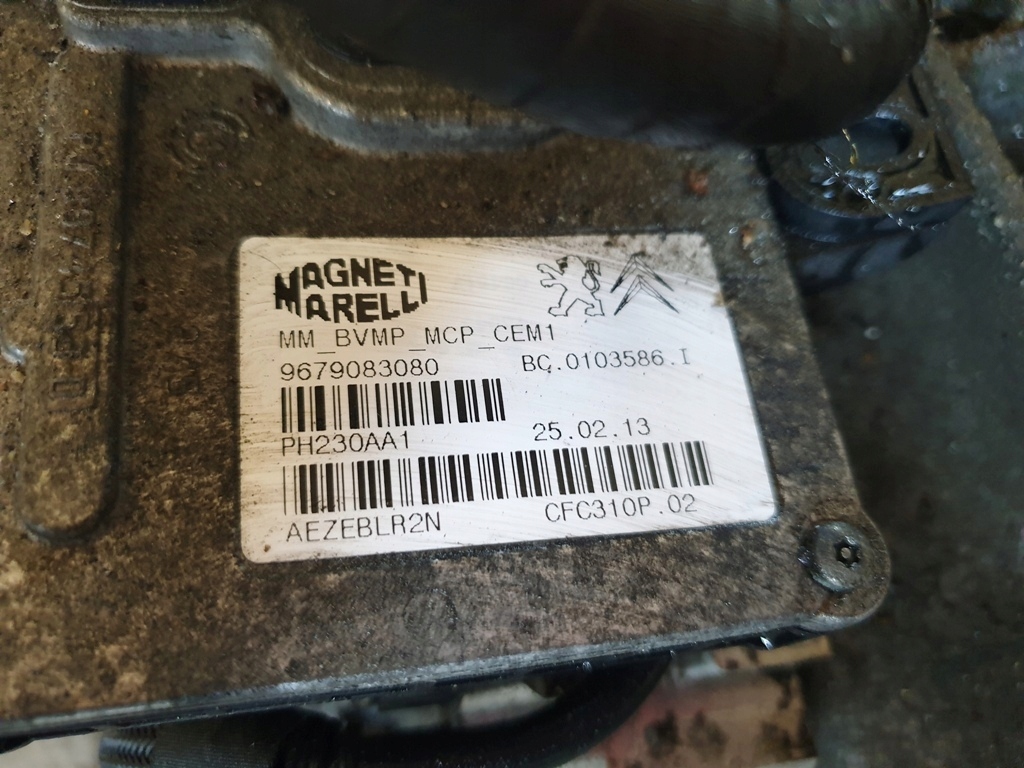 MAGNETI
MARELLI
MM_BVMP_MCP_CEM1
9679083080 BC.0103586.I
PH230AA1 25.02.13
AEZEBLR2N CFC310P.02